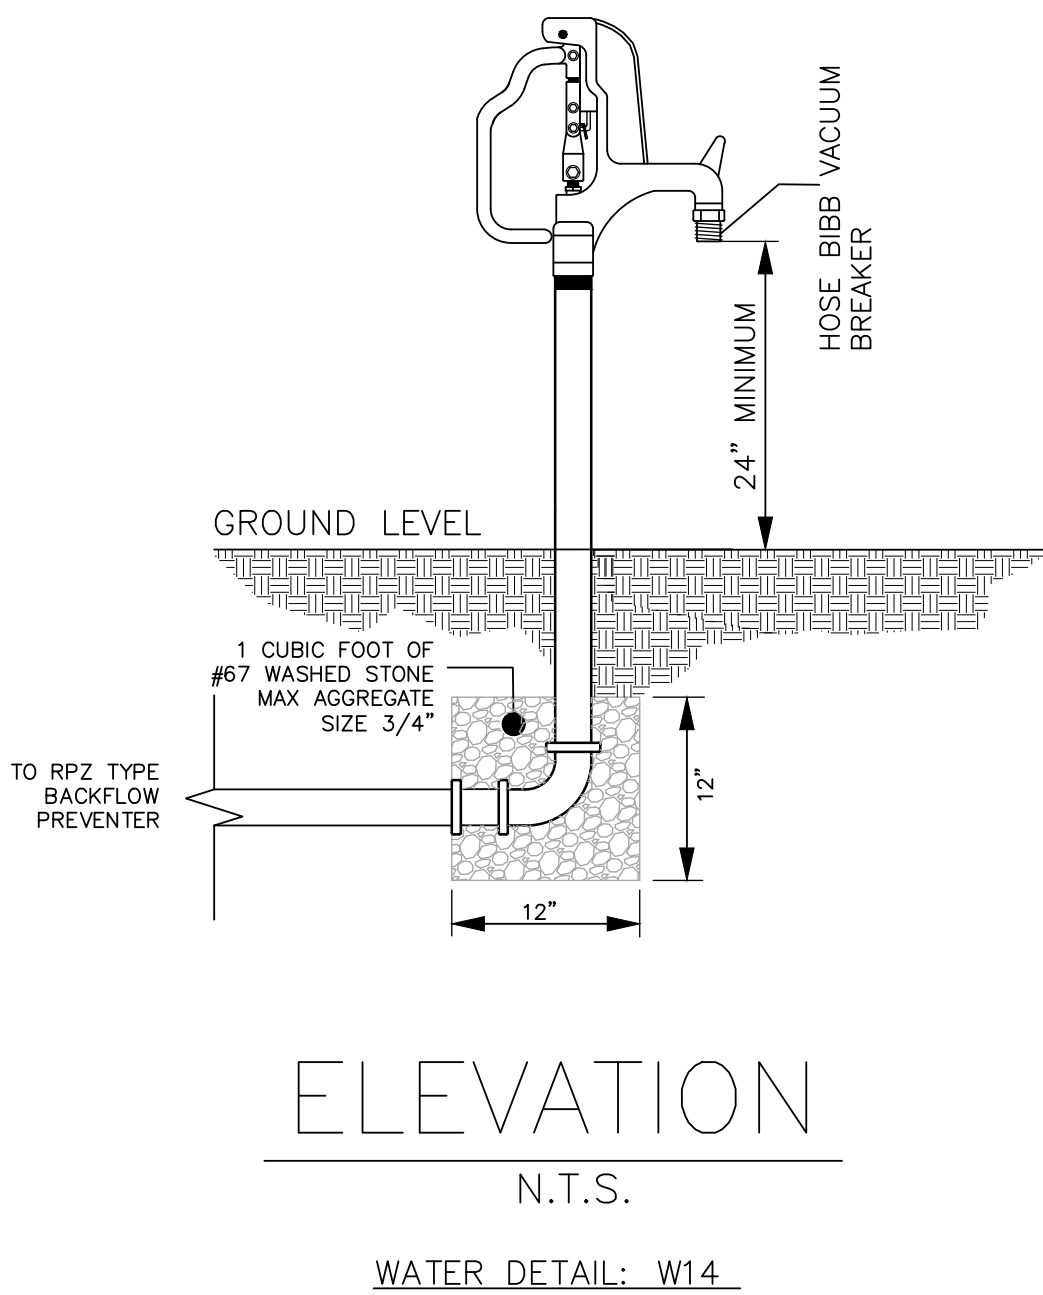 HOSE BIBB VACUUM
BREAKER
24" MINIMUM
GROUND LEVEL
1 CUBIC FOOT OF
#67 WASHED STONE
MAX AGGREGATE
SIZE 3/4"
TO RPZ TYPE
BACKFLOW
PREVENTER
12"
12"
ELEVATION
N.T.S.
WATER DETAIL: W14